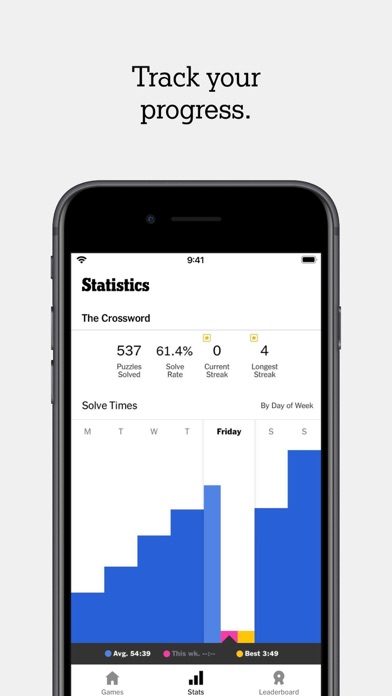 Track your
progress.
9:41
Statistics
The Crossword
537 61.4% 0 4
Puzzles Solve Current Longest
Solved Rate Streak Streak
Solve Times By Day of Week
M T W T Friday S S
Avg. 54:39 This wk. --:-- Best 3:49
Games Stats Leaderboard